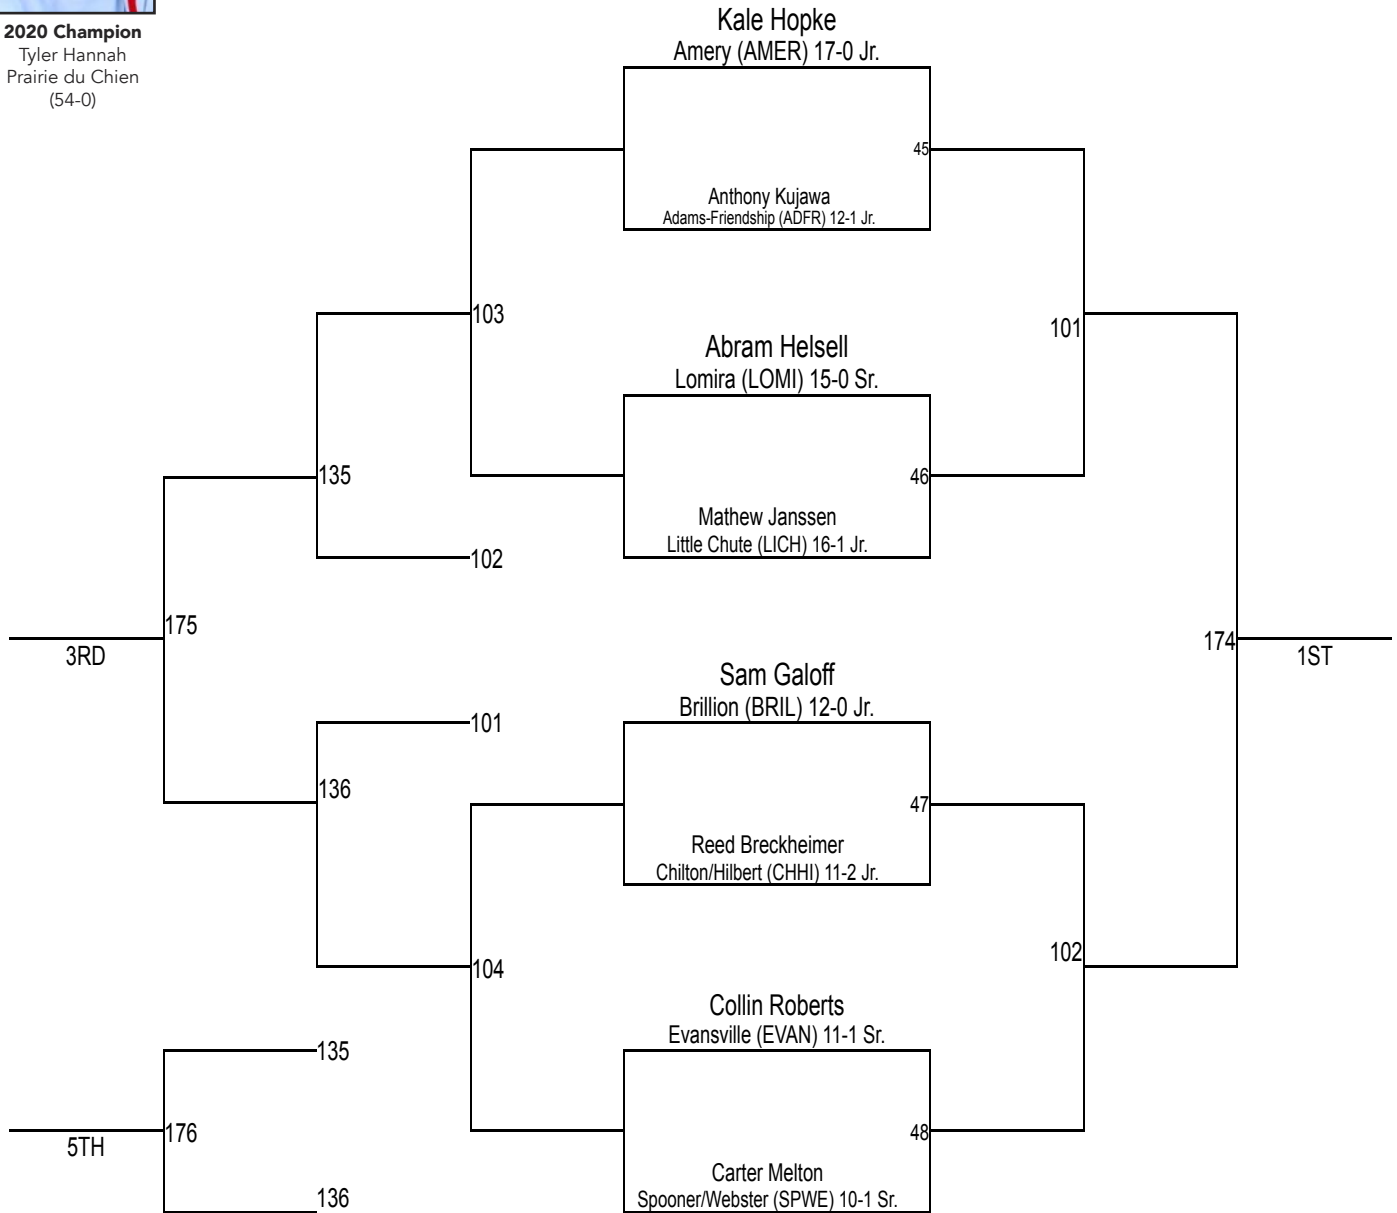 2020 Champion
Tyler Hannah
Prairie du Chien
(54-0)
Kale Hopke
Amery (AMER) 17-0 Jr.
45
Anthony Kujawa
Adams-Friendship (ADFR) 12-1 Jr.
103
101
Abram Helsell
Lomira (LOMI) 15-0 Sr.
135
46
Mathew Janssen
Little Chute (LICH) 16-1 Jr.
102
175
3RD
174
1ST
Sam Galoff
Brillion (BRIL) 12-0 Jr.
101
136
47
Reed Breckheimer
Chilton/Hilbert (CHHI) 11-2 Jr.
104
102
Collin Roberts
Evansville (EVAN) 11-1 Sr.
135
176
5TH
48
Carter Melton
Spooner/Webster (SPWE) 10-1 Sr.
136